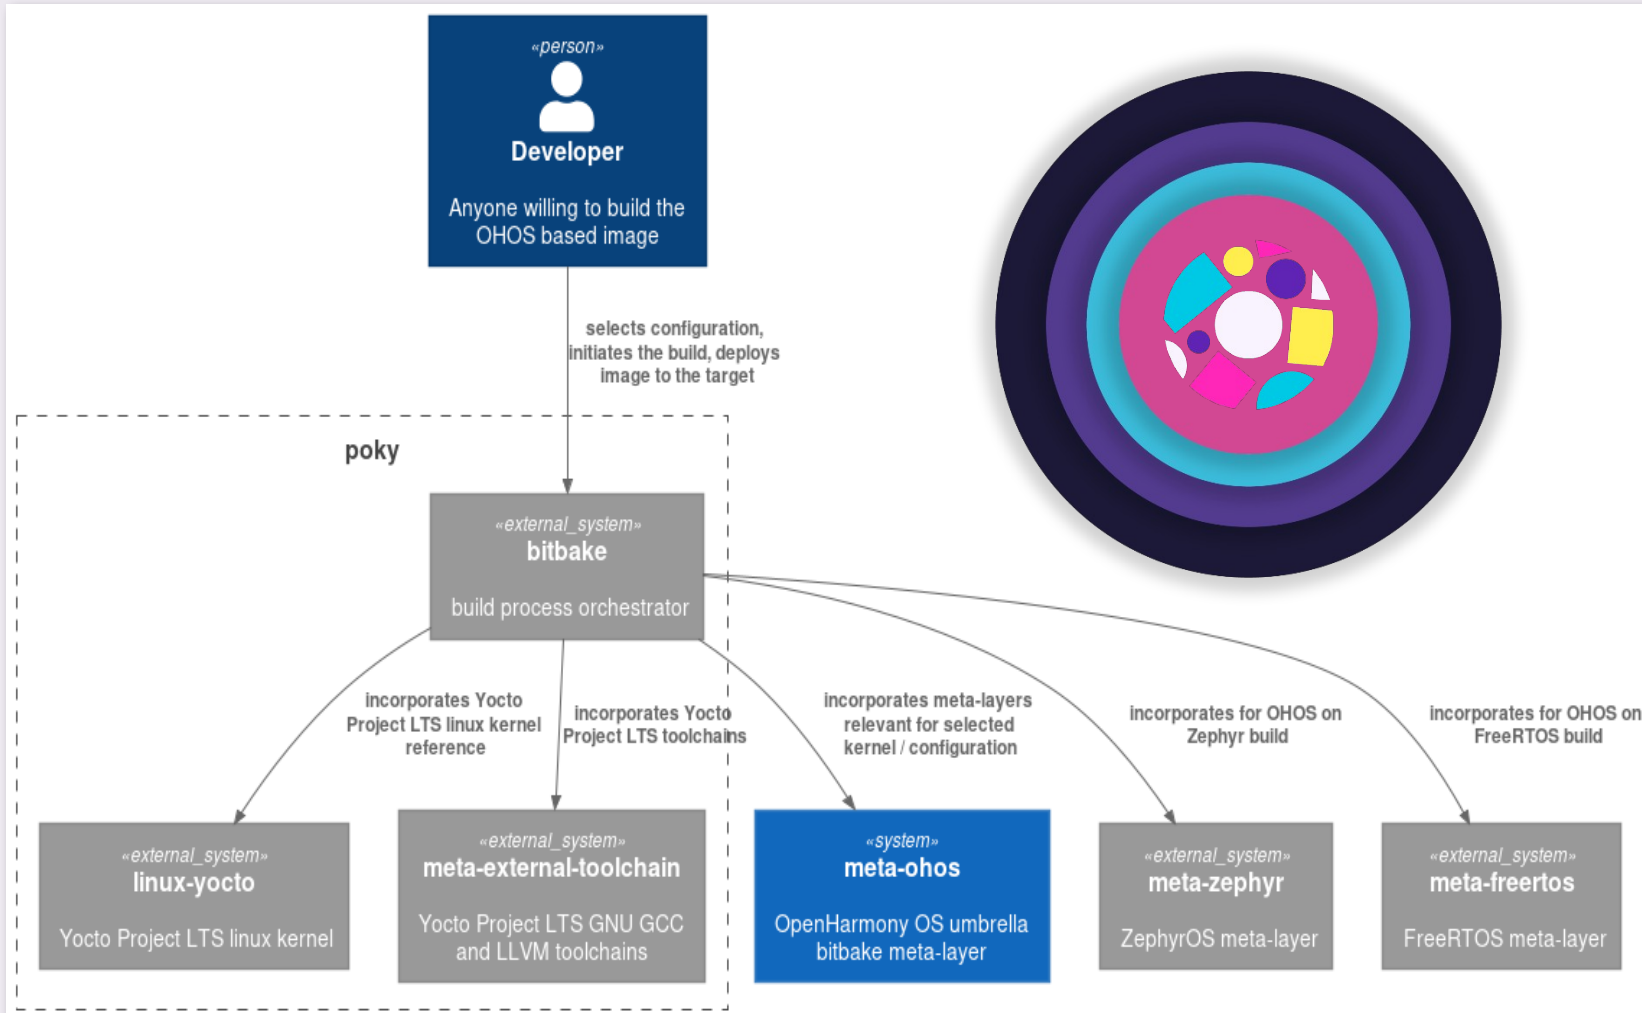 «person»
Developer
Anyone willing to build the
OHOS based image
selects configuration,
initiates the build, deploys
image to the target
poky
«external_system»
bitbake
build process orchestrator
incorporates Yocto
Project LTS linux kernel
reference
incorporates Yocto
Project LTS toolchains
incorporates meta-layers
relevant for selected
kernel / configuration
incorporates for OHOS on
Zephyr build
incorporates for OHOS on
FreeRTOS build
«external_system»
linux-yocto
Yocto Project LTS linux kernel
«external_system»
meta-external-toolchain
Yocto Project LTS GNU GCC
and LLVM toolchains
«system»
meta-ohos
OpenHarmony OS umbrella
bitbake meta-layer
«external_system»
meta-zephyr
ZephyrOS meta-layer
«external_system»
meta-freertos
FreeRTOS meta-layer